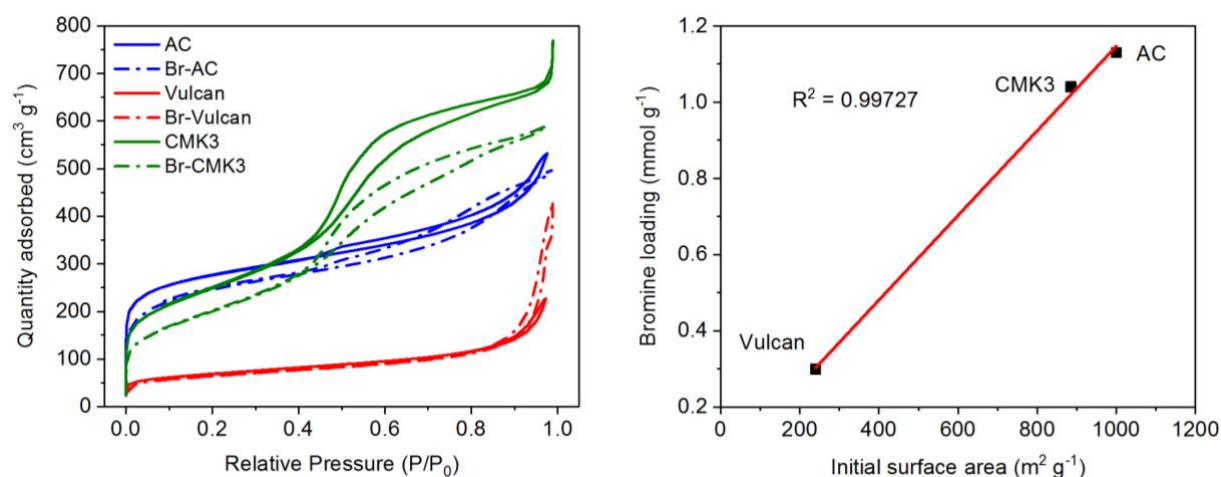 800
700
600
500
400
300
200
100
0
Quantity adsorbed (cm³ g⁻¹)
AC
Br-AC
Vulcan
Br-Vulcan
CMK3
Br-CMK3
0.0 0.2 0.4 0.6 0.8 1.0
Relative Pressure (P/P₀)
1.2
1.0
0.8
0.6
0.4
0.2
Bromine loading (mmol g⁻¹)
R² = 0.99727
CMK3
AC
Vulcan
0 200 400 600 800 1000 1200
Initial surface area (m² g⁻¹)